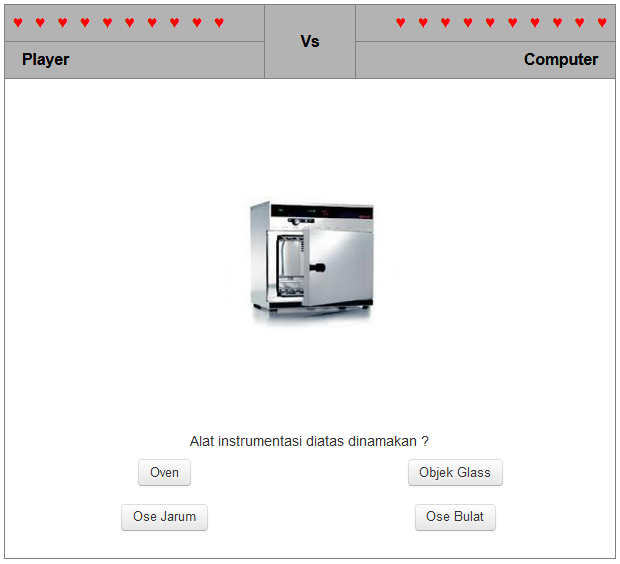 ♥ ♥ ♥ ♥ ♥ ♥ ♥ ♥ ♥ ♥
Vs
♥ ♥ ♥ ♥ ♥ ♥ ♥ ♥ ♥ ♥
Player
Computer
Alat instrumentasi diatas dinamakan ?
Oven
Objek Glass
Ose Jarum
Ose Bulat